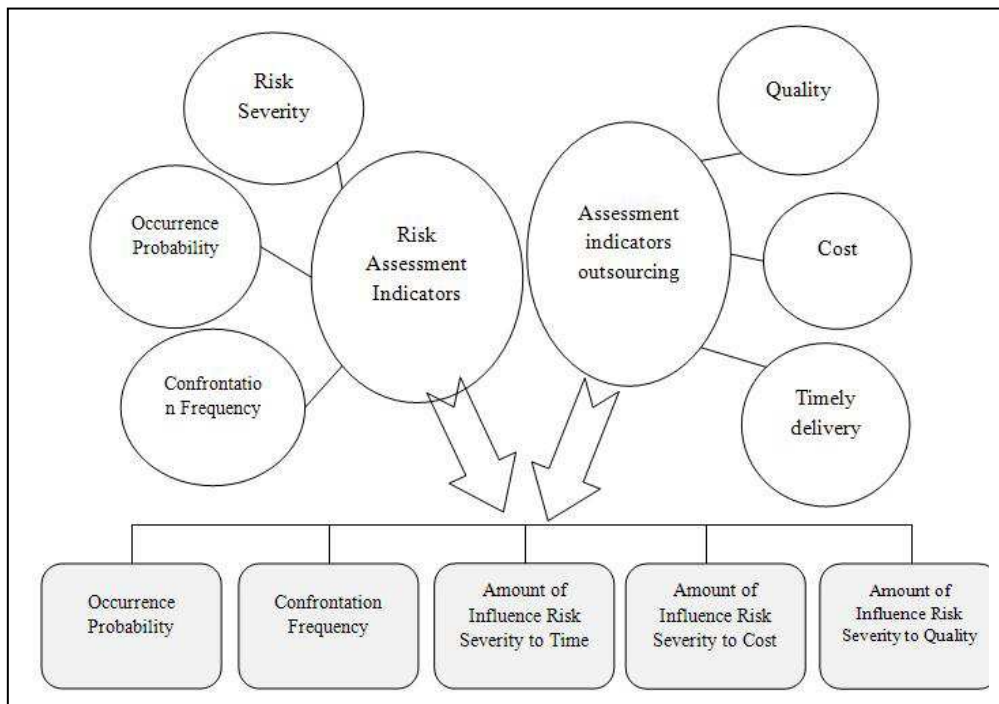 Risk
Severity
Occurrence
Probability
Confrontatio
n Frequency
Risk
Assessment
Indicators
Assessment
indicators
outsourcing
Quality
Cost
Timely
delivery
Occurrence
Probability
Confrontation
Frequency
Amount of
Influence Risk
Severity to Time
Amount of
Influence Risk
Severity to Cost
Amount of
Influence Risk
Severity to Quality